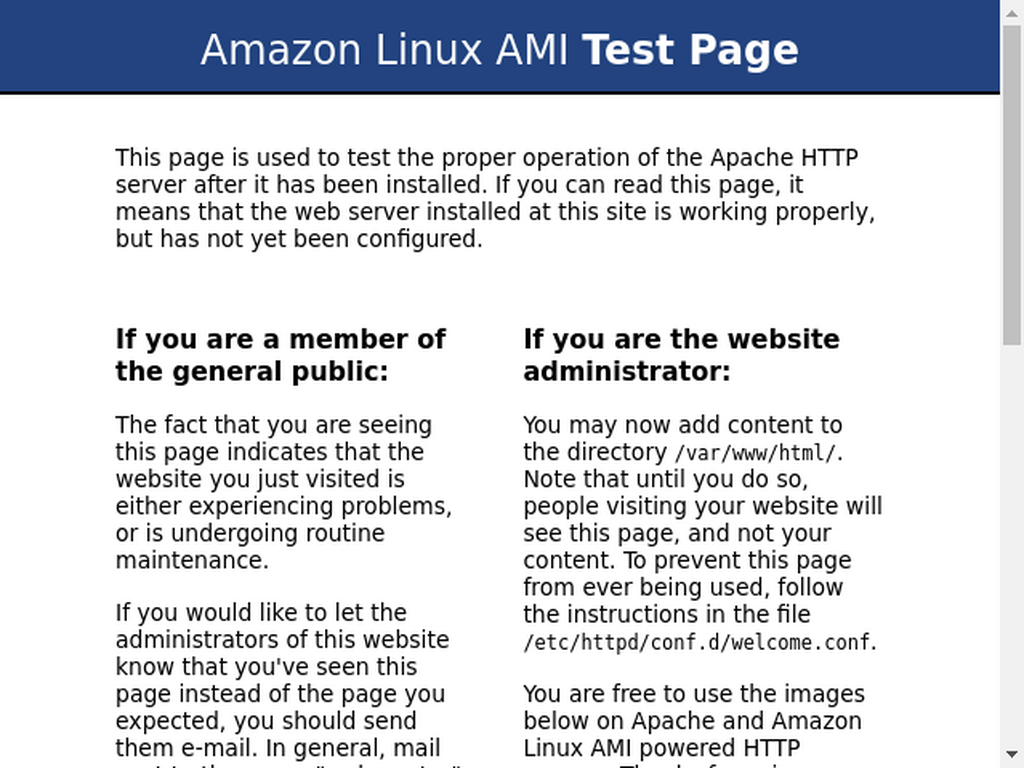 Amazon Linux AMI Test Page
This page is used to test the proper operation of the Apache HTTP
server after it has been installed. If you can read this page, it
means that the web server installed at this site is working properly,
but has not yet been configured.
If you are a member of
the general public:
The fact that you are seeing
this page indicates that the
website you just visited is
either experiencing problems,
or is undergoing routine
maintenance.
If you would like to let the
administrators of this website
know that you've seen this
page instead of the page you
expected, you should send
them e-mail. In general, mail
If you are the website
administrator:
You may now add content to
the directory /var/www/html/.
Note that until you do so,
people visiting your website will
see this page, and not your
content. To prevent this page
from ever being used, follow
the instructions in the file
/etc/httpd/conf.d/welcome.conf.
You are free to use the images
below on Apache and Amazon
Linux AMI powered HTTP